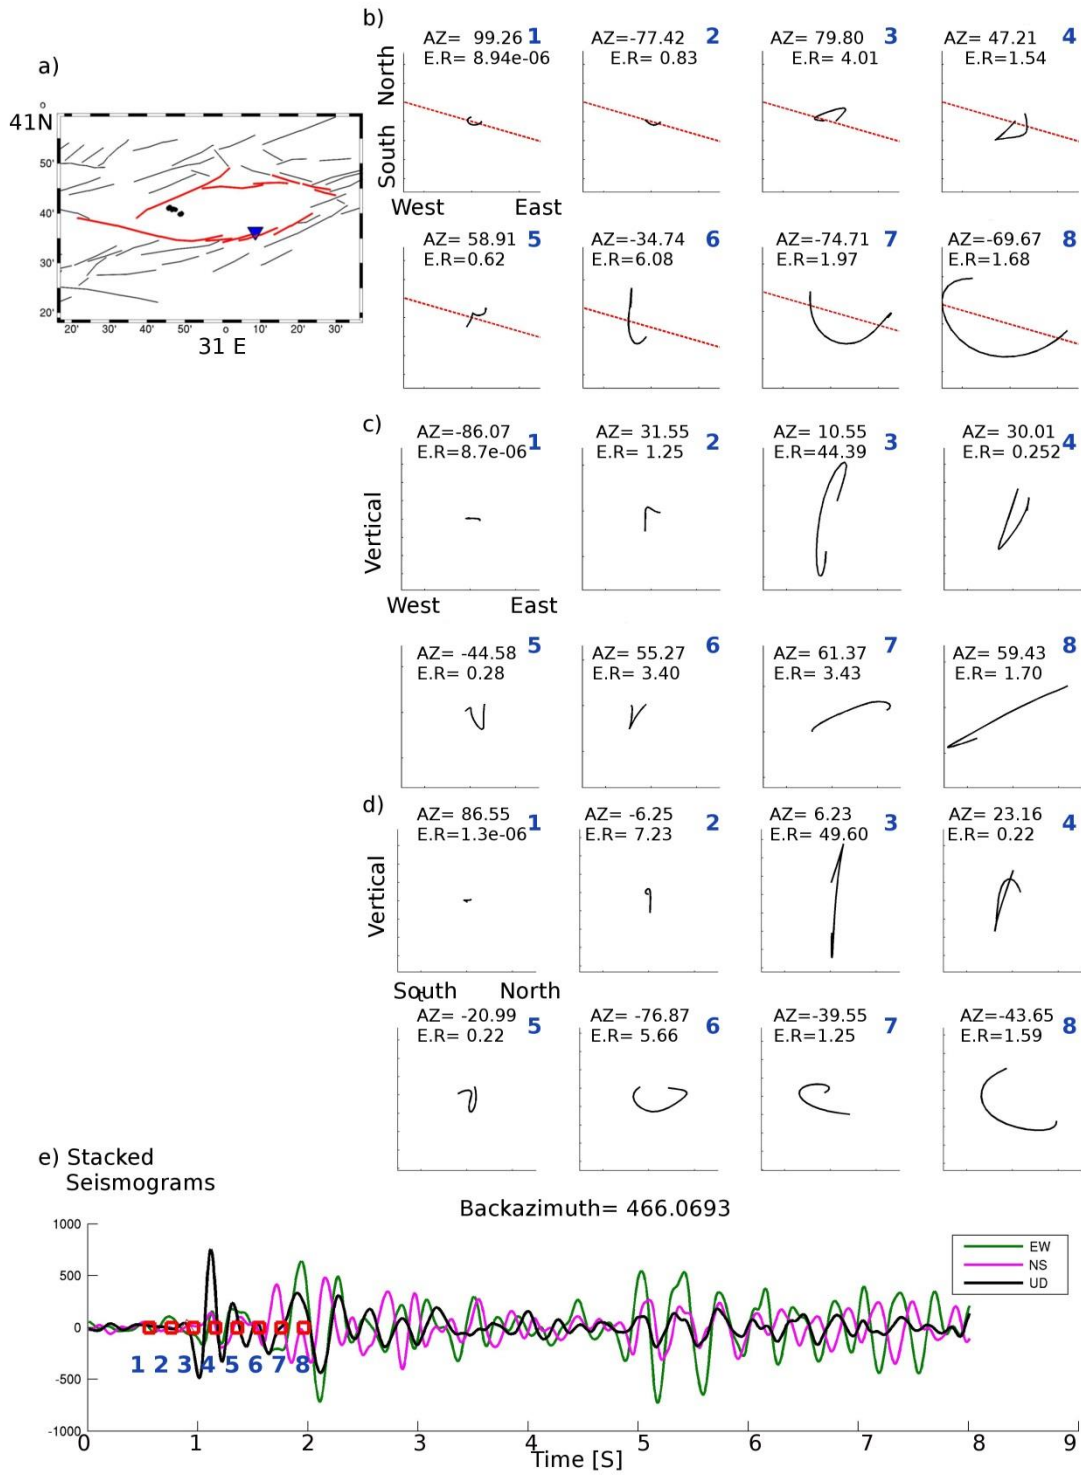 b)
AZ= 99.26 1
E.R= 8.94e-06
AZ=-77.42 2
E.R= 0.83
AZ= 79.80 3
E.R= 4.01
AZ= 47.21 4
E.R=1.54
a)
North
South
West East
o
41N
50'
40'
30'
20'
20' 40' 50' o 10' 20' 30'
31 E
AZ= 58.91 5
E.R=0.62
AZ= -34.74 6
E.R=6.08
AZ=-74.71 7
E.R=1.97
AZ= -69.67 8
E.R=1.68
c)
AZ=-86.07 1
E.R=8.7e-06
AZ= 31.55 2
E.R= 1.25
AZ= 10.55 3
E.R=44.39
AZ= 30.01 4
E.R= 0.252
Vertical
West East
AZ= -44.58 5
E.R= 0.28
AZ= 55.27 6
E.R= 3.40
AZ= 61.37 7
E.R= 3.43
AZ= 59.43 8
E.R= 1.70
d)
AZ= 86.55 1
E.R=1.3e-06
AZ= -6.25 2
E.R= 7.23
AZ= 6.23 3
E.R= 49.60
AZ= 23.16 4
E.R= 0.22
Vertical
South North
AZ= -20.99 5
E.R= 0.22
AZ= -76.87 6
E.R= 5.66
AZ=-39.55 7
E.R=1.25
AZ=-43.65 8
E.R=1.59
e) Stacked
Seismograms
Backazimuth= 466.0693
1000
500
0
-500
-1000
EW
NS
UD
1 2 3 4 5 6 7 8
0 1 2 3 4 5 6 7 8 9
Time [S]